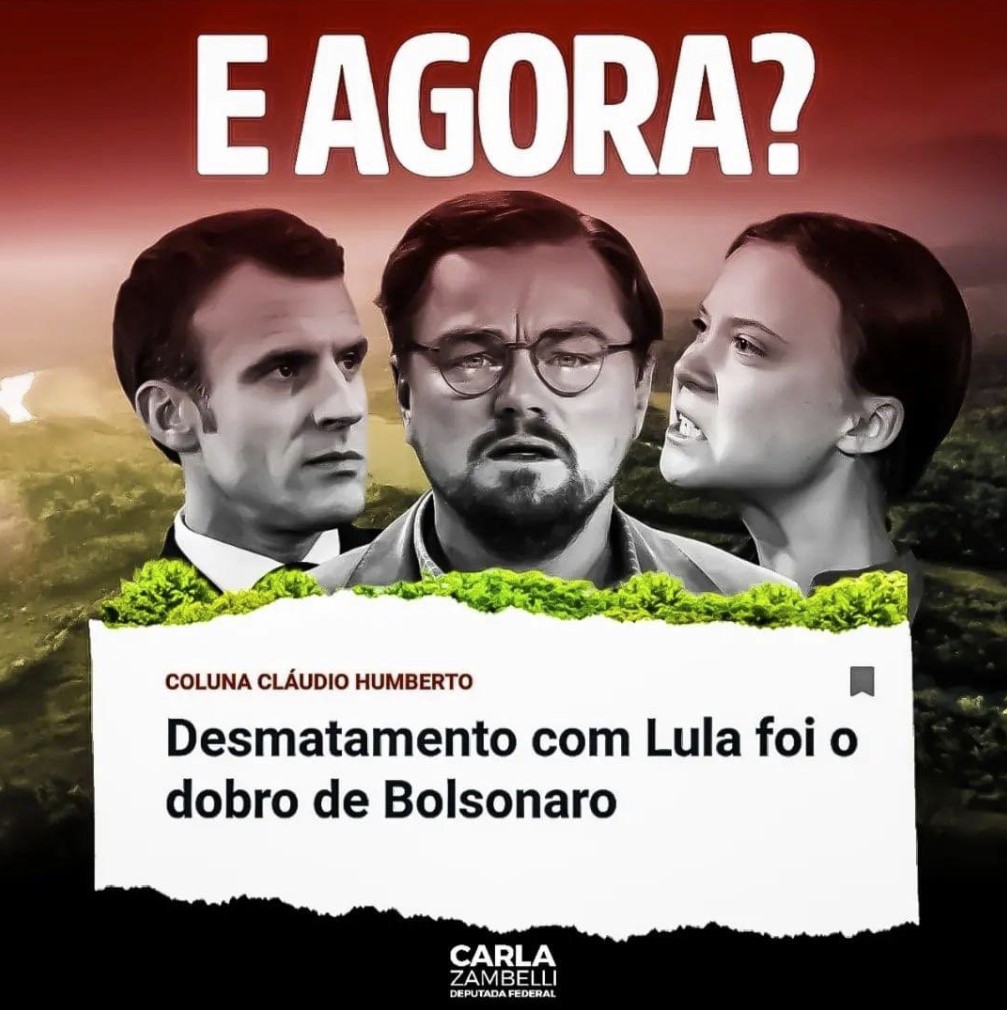 E AGORA?
COLUNA CLÁUDIO HUMBERTO
Desmatamento com Lula foi o
dobro de Bolsonaro
CARLA
ZAMBELLI
DEPUTADA FEDERAL